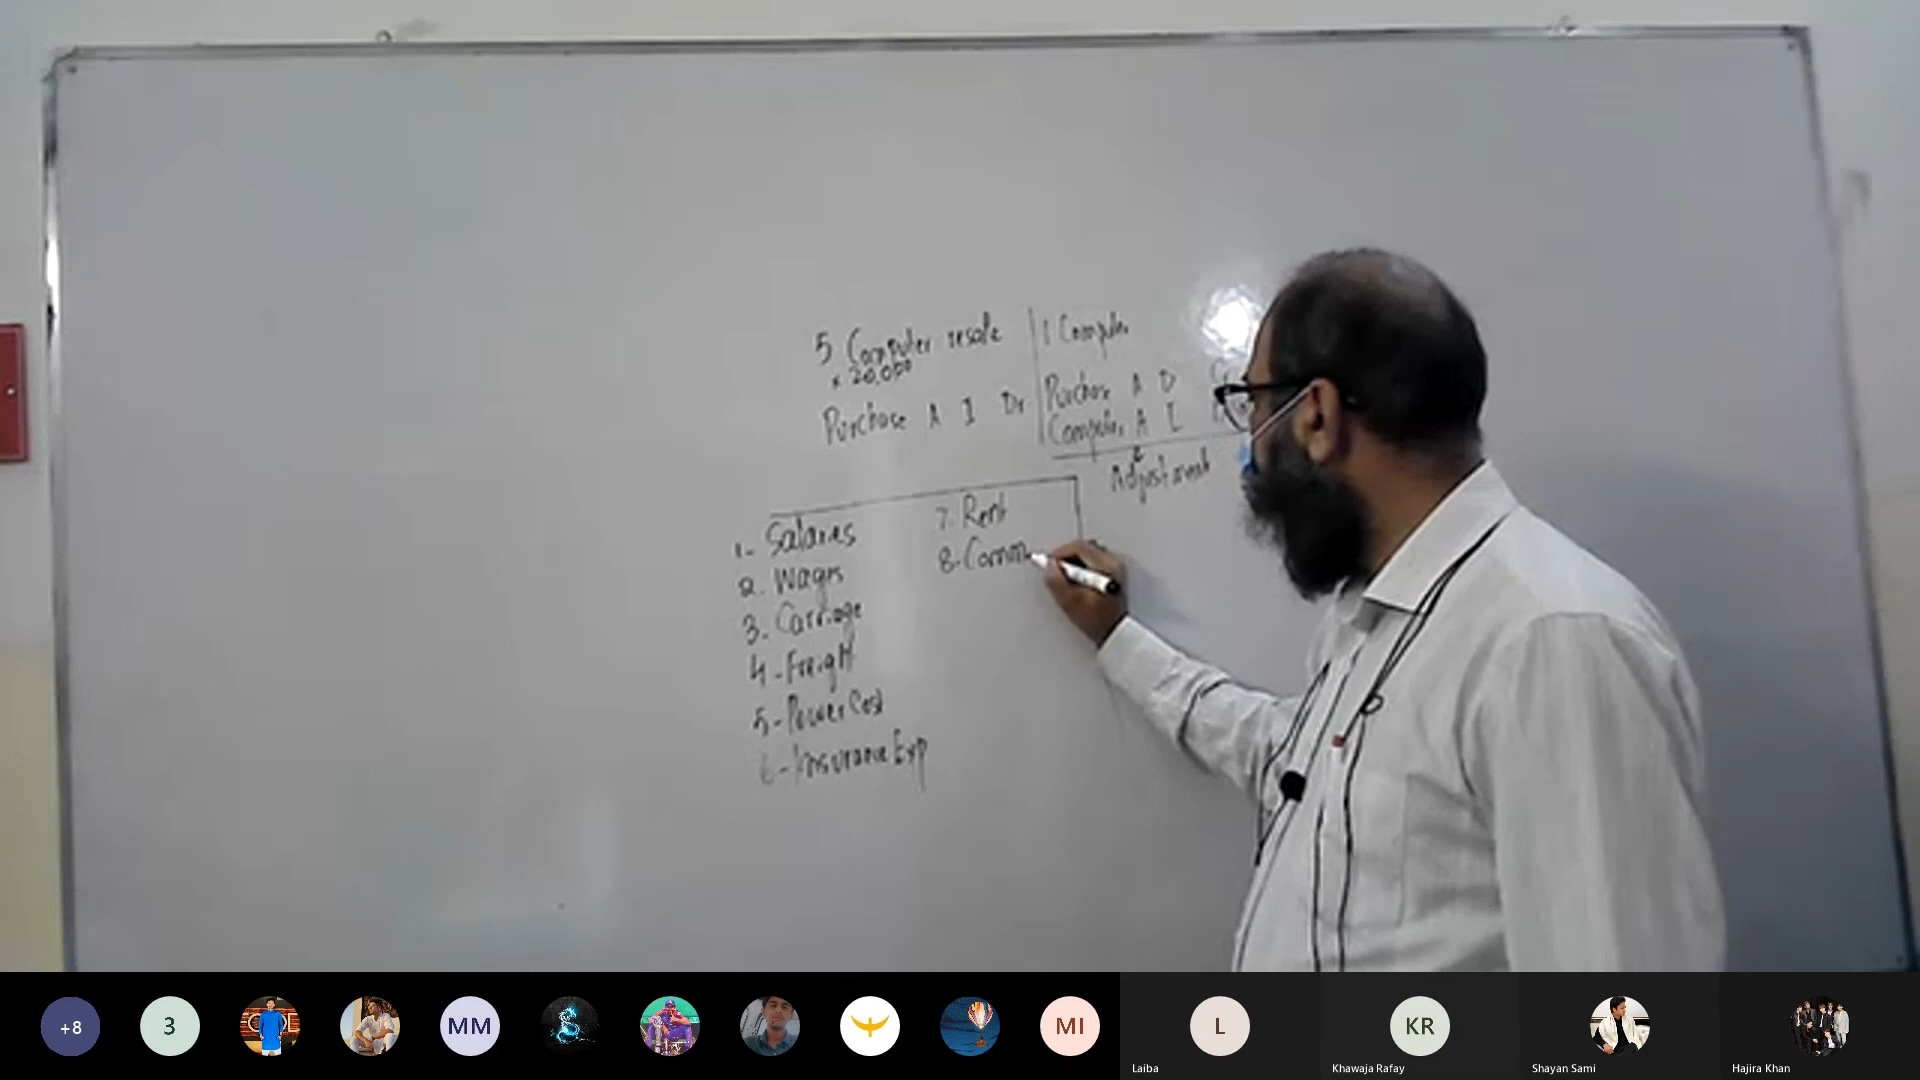 5 Computer resale
x 20,000
Purchase A I Dr
1 Compute
Purchase A D
Compute A I
Adjustment
1- Salaries
2. Wages
3. Carriage
4 - Freight
5 - Power Cost
6 - Insurance Exp
7. Rent
8- Comm
+8
3
MM
MI
L
KR
Laiba
Khawaja Rafay
Shayan Sami
Hajira Khan